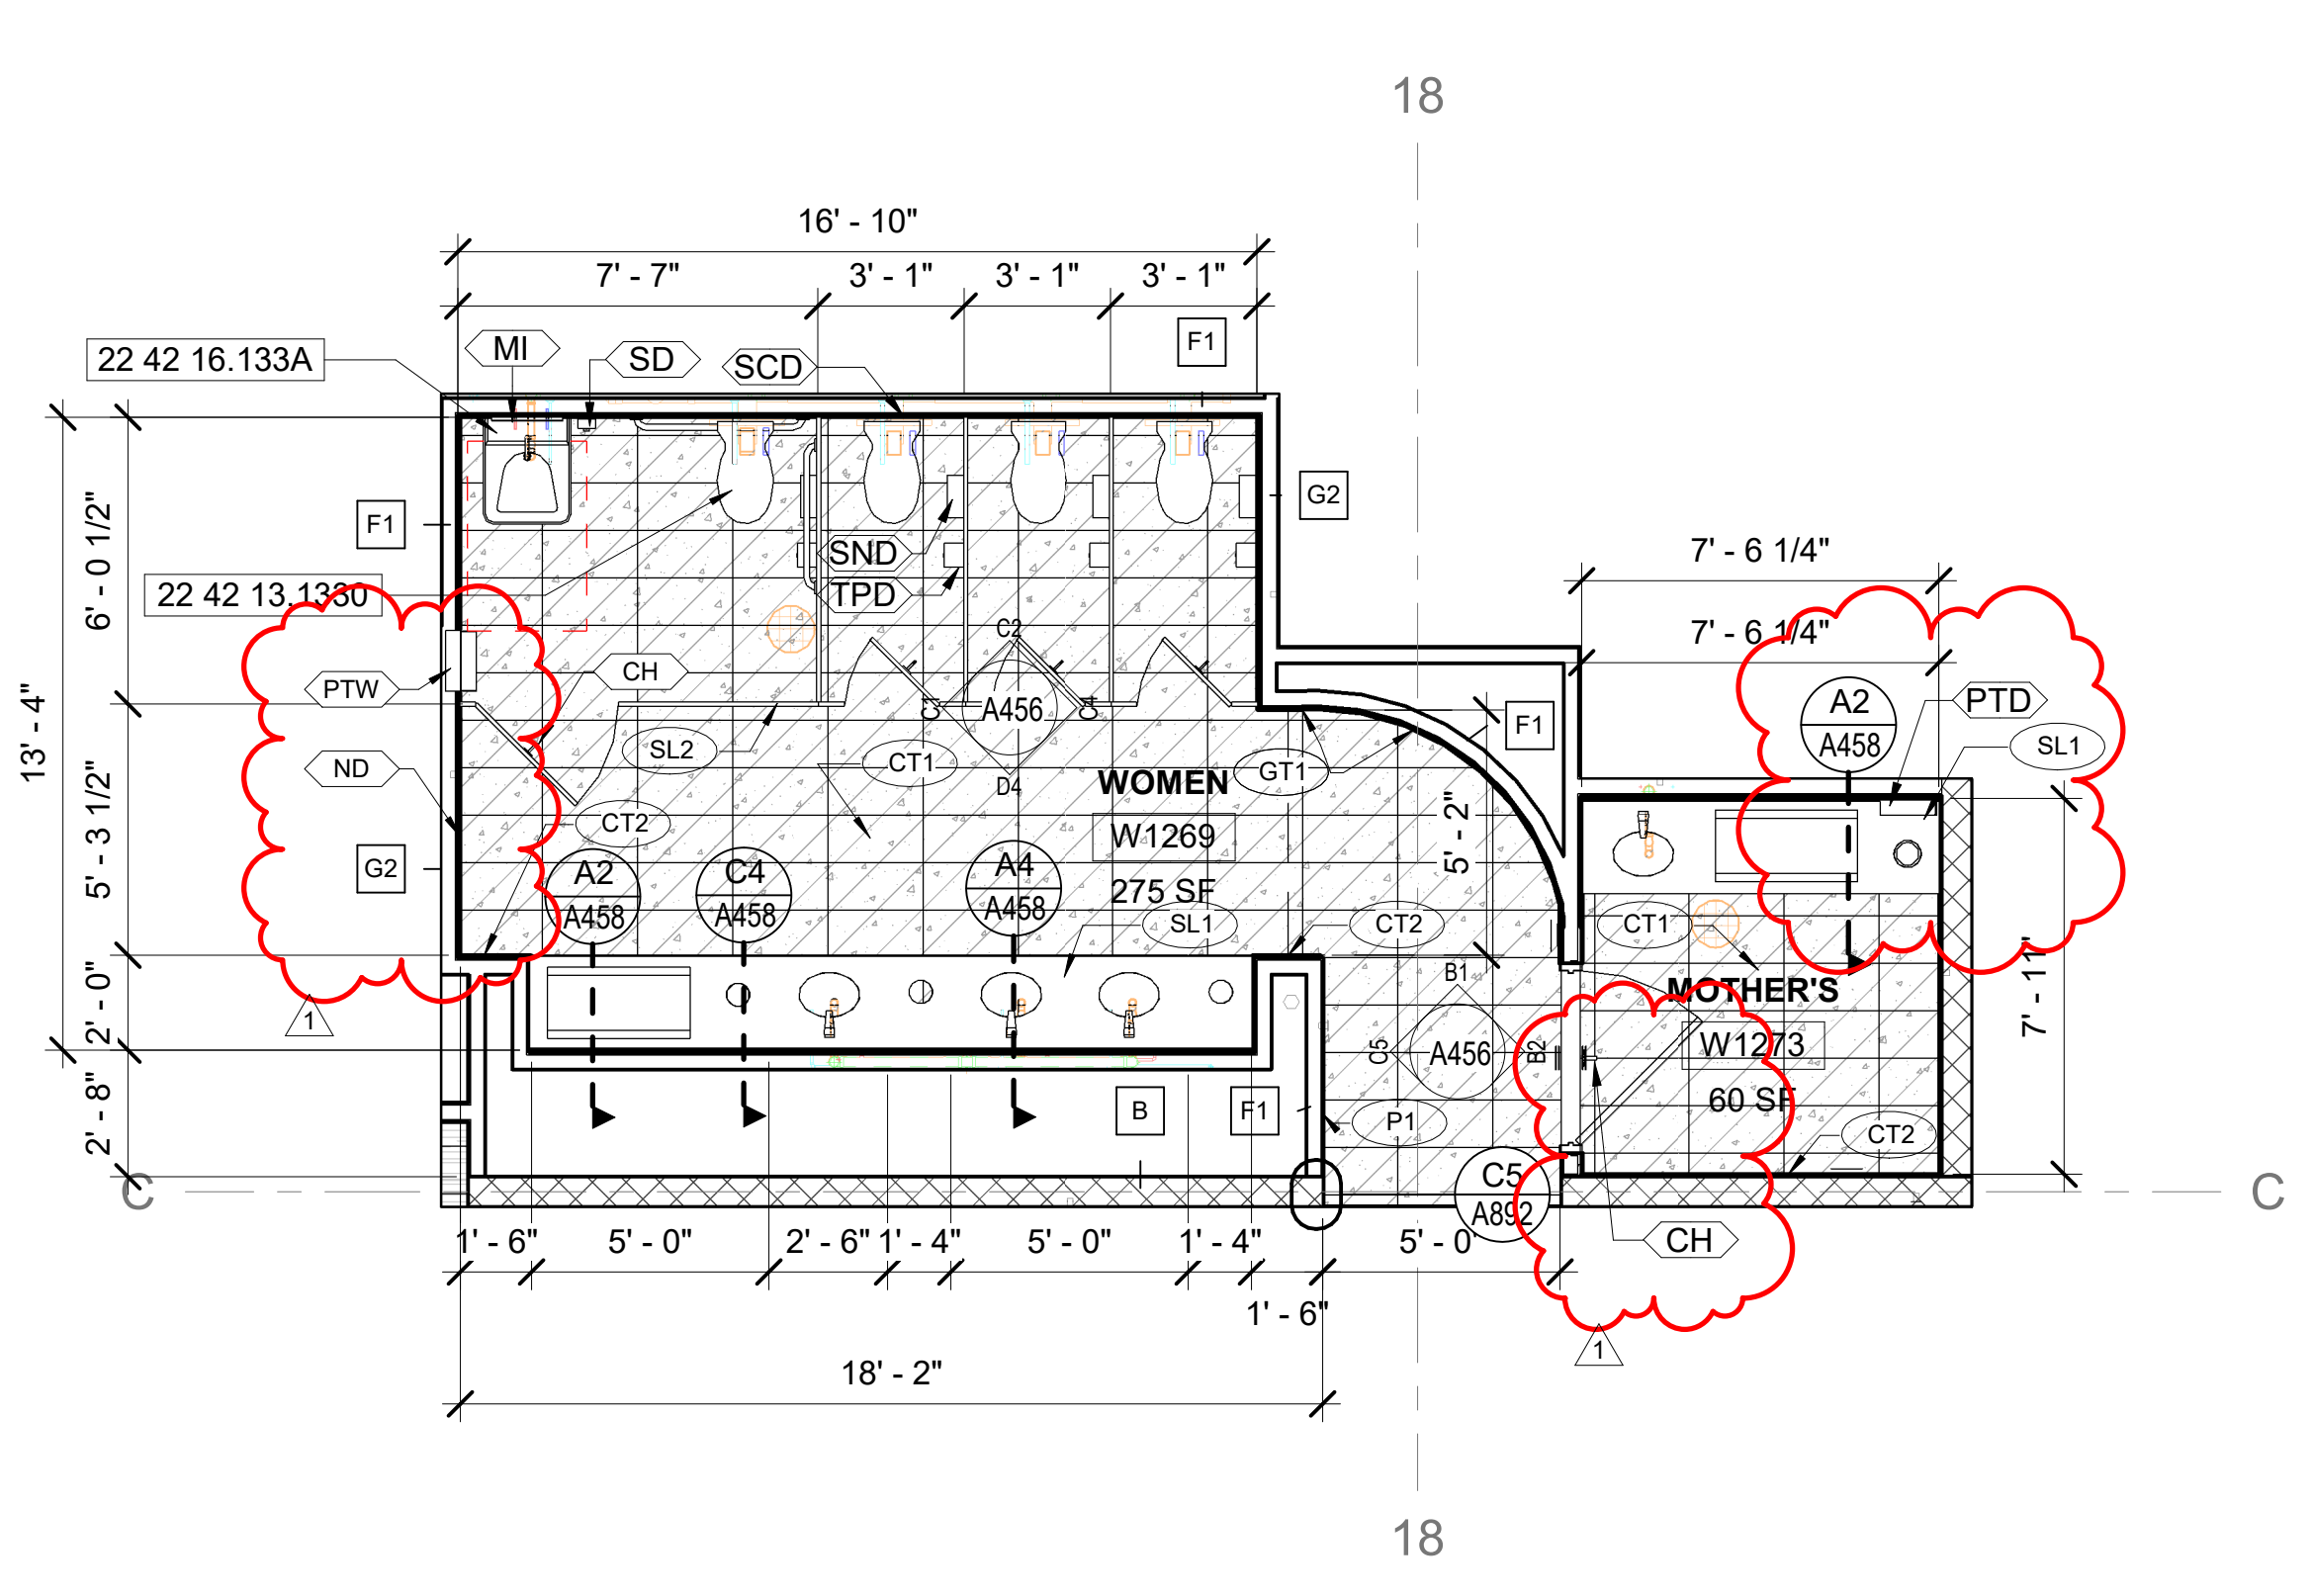 18
16' - 10"
7' - 7"
3' - 1"
3' - 1"
3' - 1"
F1
MI
SD
SCD
22 42 16.133A
F1
G2
6' - 0 1/2"
7' - 6 1/4"
SND
22 42 13.1330
TPD
C2
7' - 6 1/4"
PTW
CH
C1
A456
C4
D4
A2
A458
PTD
F1
13' - 4"
SL2
CT1
SL1
ND
WOMEN
GT1
W1269
275 SF
5' - 3 1/2"
5' - 2"
CT2
G2
A2
A458
C4
A458
A4
A458
SL1
CT2
CT1
2' - 0"
B1
MOTHER'S
7' - 11"
1
C5
A456
B2
W1273
60 SF
2' - 8"
B
F1
P1
CT2
C
C5
A892
C
1' - 6"
5' - 0"
2' - 6"
1' - 4"
5' - 0"
1' - 4"
5' - 0"
CH
1' - 6"
1
18' - 2"
18